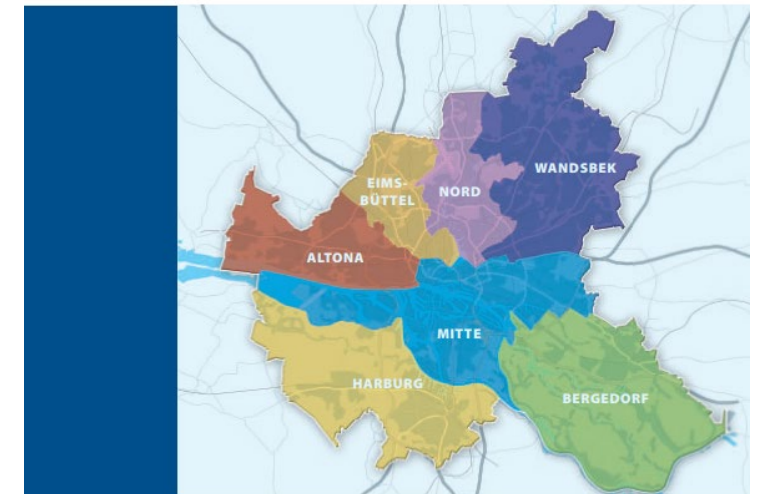 WANDSBEK
EIMS-
BÜTTEL
NORD
ALTONA
MITTE
HARBURG
BERGEDORF